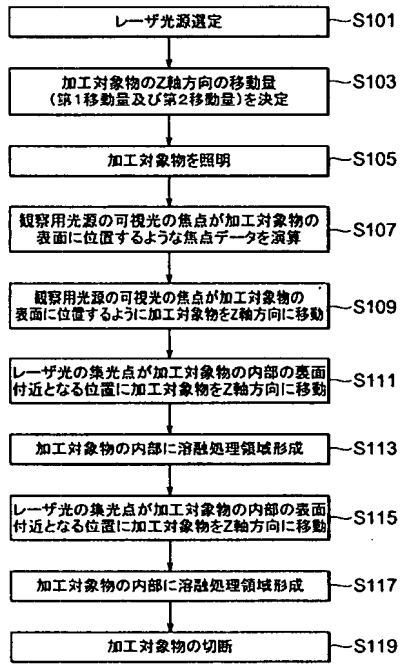 レーザ光源選定
S101
加工対象物のZ軸方向の移動量
(第1移動量及び第2移動量)を決定
S103
加工対象物を照明
S105
観察用光源の可視光の焦点が加工対象物の
表面に位置するような焦点データを演算
S107
観察用光源の可視光の焦点が加工対象物の
表面に位置するように加工対象物をZ軸方向に移動
S109
レーザ光の集光点が加工対象物の内部の裏面
付近となる位置に加工対象物をZ軸方向に移動
S111
加工対象物の内部に溶融処理領域形成
S113
レーザ光の集光点が加工対象物の内部の表面
付近となる位置に加工対象物をZ軸方向に移動
S115
加工対象物の内部に溶融処理領域形成
S117
加工対象物の切断
S119